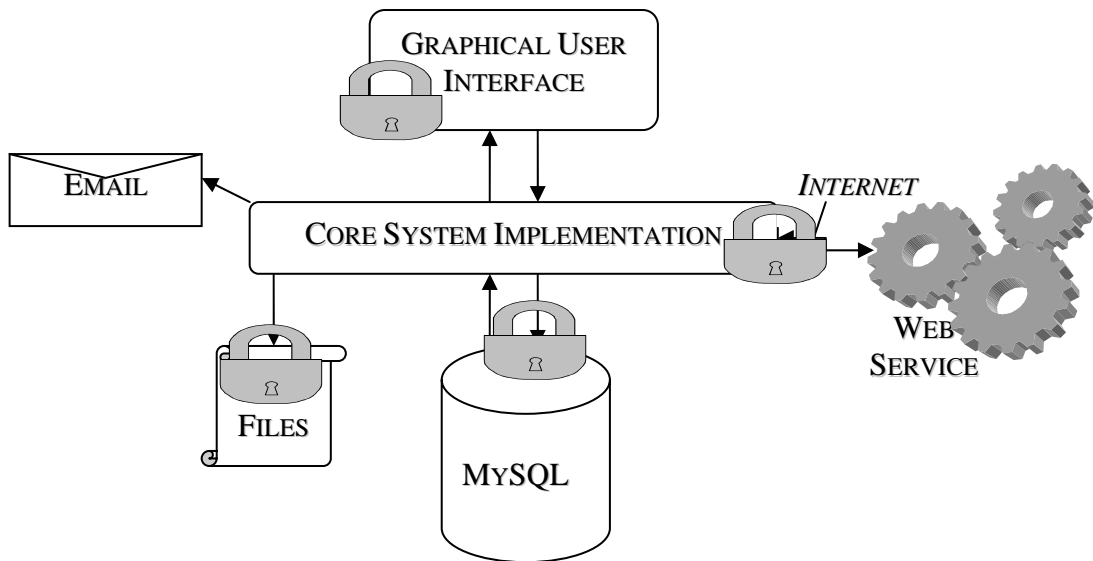 GRAPHICAL USER
INTERFACE
EMAIL
INTERNET
CORE SYSTEM IMPLEMENTATION
WEB
SERVICE
FILES
MYSQL